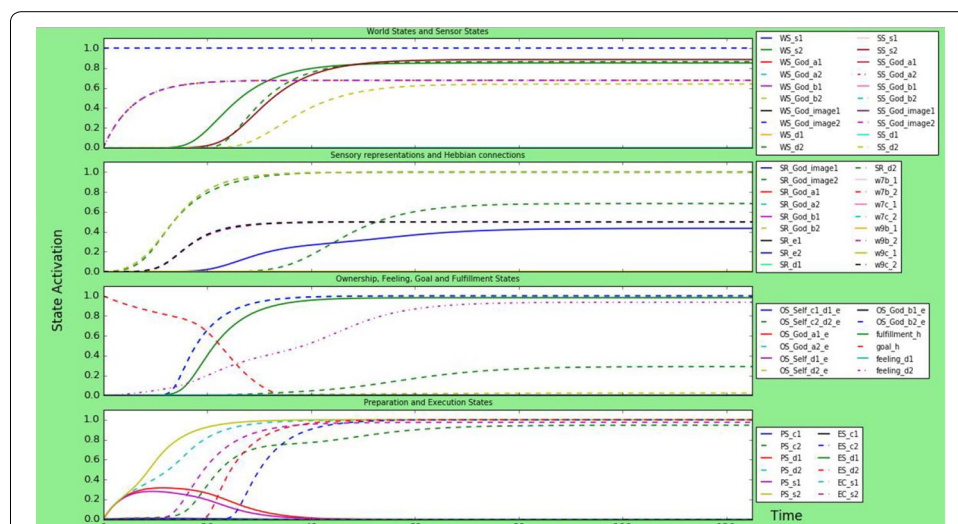 World States and Sensor States
1.0
0.8
0.6
0.4
0.2
0.0
WS_s1 SS_s1
WS_s2 SS_s2
WS_God_a1 SS_God_a1
WS_God_a2 SS_God_a2
WS_God_b1 SS_God_b1
WS_God_b2 SS_God_b2
WS_God_image1 SS_God_image1
WS_God_image2 SS_God_image2
WS_d1 SS_d1
WS_d2 SS_d2
Sensory representations and Hebbian connections
1.0
0.8
0.6
0.4
0.2
0.0
SR_God_image1 SR_d2
SR_God_image2 w7b_1
SR_God_a1 w7b_2
SR_God_a2 w7c_1
SR_God_b1 w7c_2
SR_God_b2 w9b_1
SR_e1 w9b_2
SR_e2 w9c_1
SR_d1 w9c_2
State Activation
Ownership, Feeling, Goal and Fulfillment States
1.0
0.8
0.6
0.4
0.2
0.0
OS_Self_c1_d1_e OS_God_b1_e
OS_Self_c2_d2_e OS_God_b2_e
OS_God_a1_e fulfillment_h
OS_God_a2_e goal_h
OS_Self_d1_e feeling_d1
OS_Self_d2_e feeling_d2
Preparation and Execution States
1.0
0.8
0.6
0.4
0.2
0.0
PS_c1 ES_c1
PS_c2 ES_c2
PS_d1 ES_d1
PS_d2 ES_d2
PS_s1 EC_s1
PS_s2 EC_s2
Time